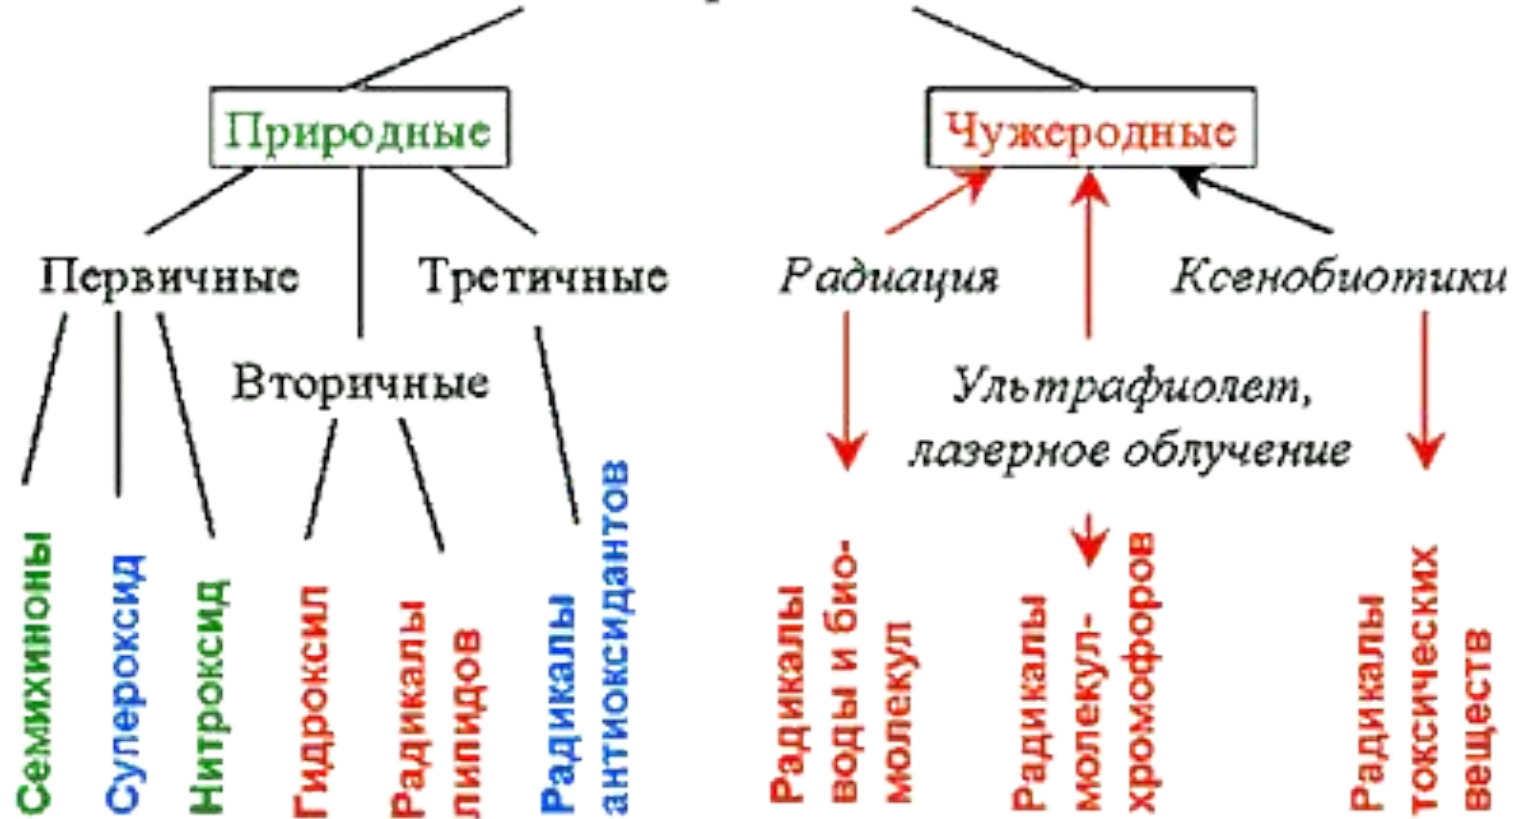 Природные
Чужеродные
Первичные
Третичные
Радиация
Ксенобиотики
Вторичные
Ультрафиолет,
лазерное облучение
Семихиноны
Супероксид
Нитроксид
Гидроксил
Радикалы
липидов
Радикалы
антиоксидантов
Радикалы
воды и био-
молекул
Радикалы
молекул-
хромофоров
Радикалы
токсических
веществ